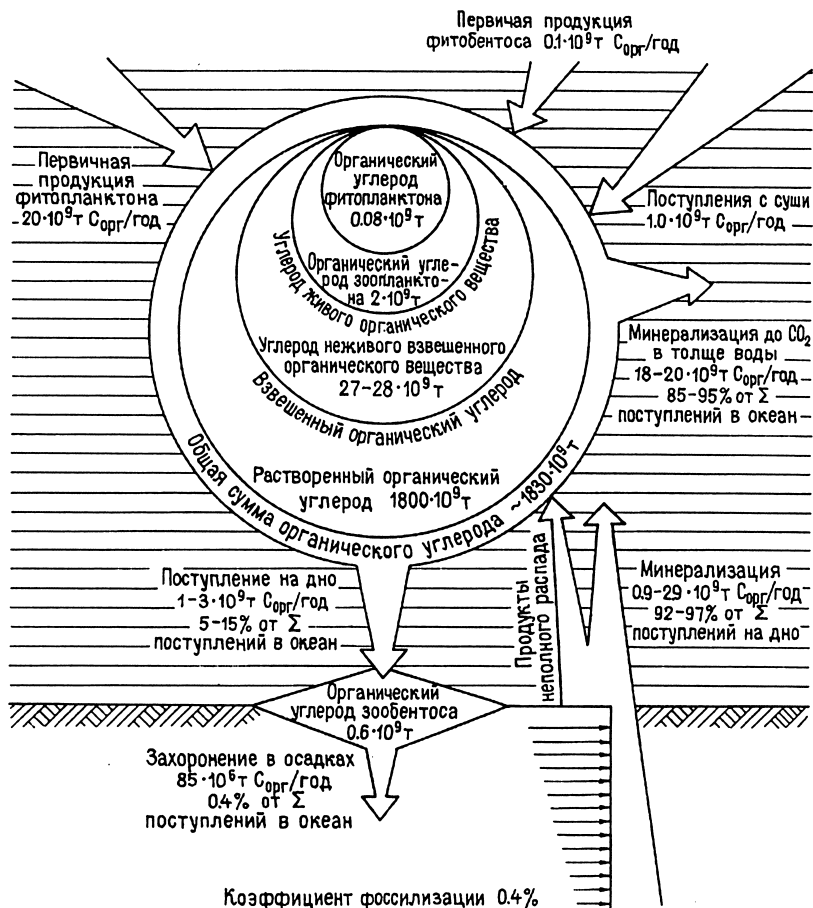 Первичая продукция
фитобентоса 0.1·10⁹т Cорг/год
Первичная
продукция
фитопланктона
20·10⁹т Cорг/год
Органический
углерод
фитопланктона
0.08·10⁹т
Органический угле-
род зоопланкто-
на 2·10⁹т
Углерод живого органического вещества
Углерод неживого взвешенного
органического вещества
27–28·10⁹т
Взвешенный органический углерод
Растворенный органический
углерод 1800·10⁹т
Общая сумма органического углерода ~1830·10⁹т
Поступления с суши
1.0·10⁹т Cорг/год
Минерализация до CO₂
в толще воды
18–20·10⁹т Cорг/год
85–95% от Σ
поступлений в океан
Поступление на дно
1–3·10⁹т Cорг/год
5–15% от Σ
поступлений в океан
Продукты
неполного распада
Минерализация
0.9–2.9·10⁹т Cорг/год
92–97% от Σ
поступлений на дно
Органический
углерод зообентоса
0.6·10⁹т
Захоронение в осадках
85·10⁶т Cорг/год
0.4% от Σ
поступлений в океан
Коэффициент фоссилизации 0.4%